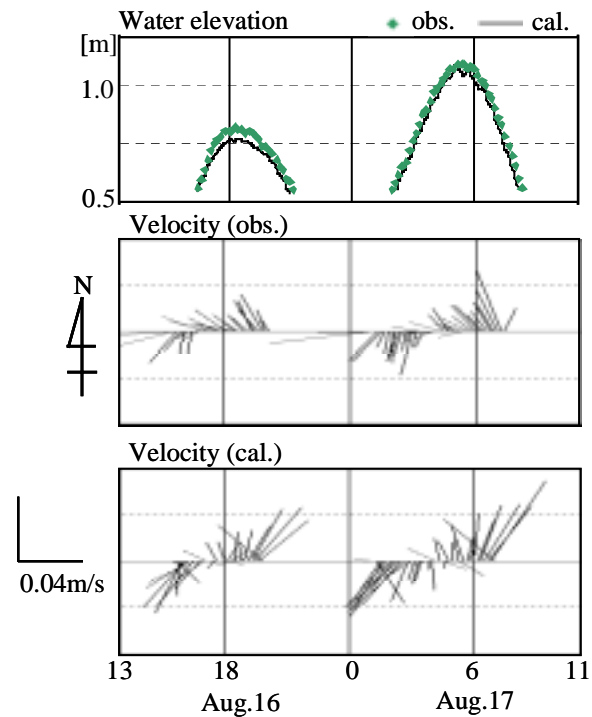 Water elevation
obs.
cal.
[m]
1.0
0.5
Velocity (obs.)
N
Velocity (cal.)
0.04m/s
13
18
0
6
11
Aug.16
Aug.17